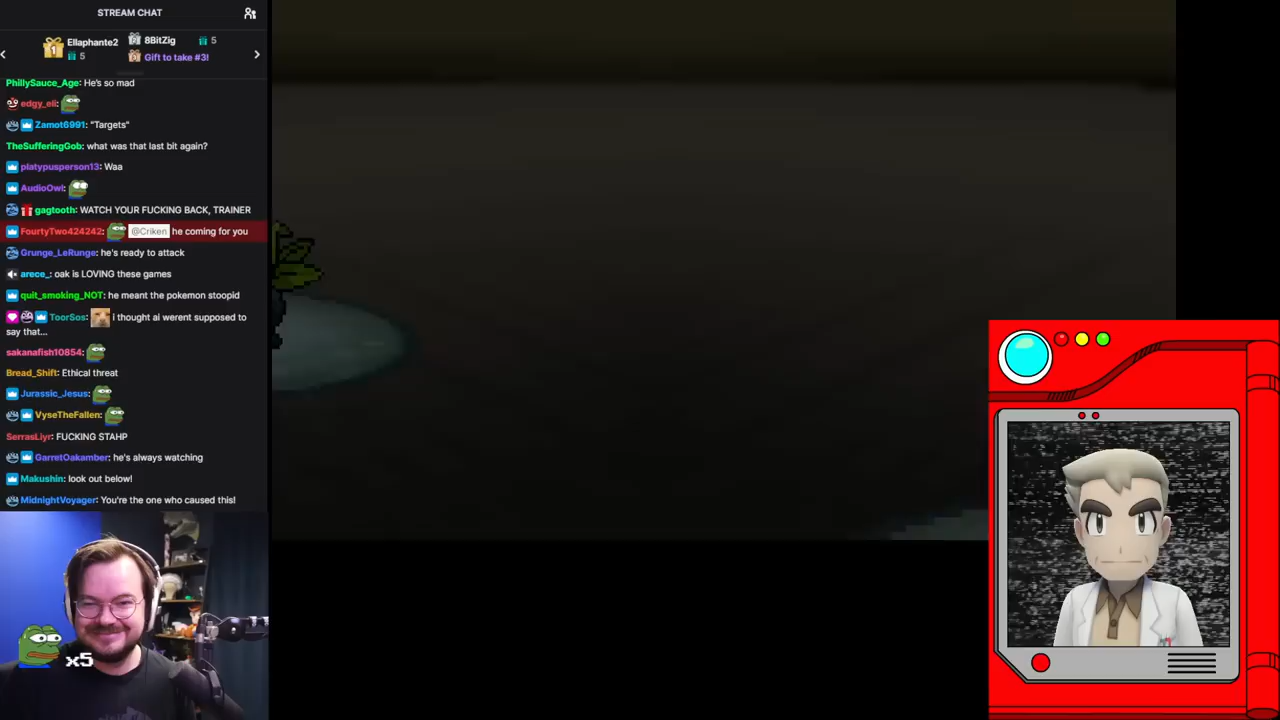 STREAM CHAT
Ellaphante2
5
8BitZig
5
Gift to take #3!
PhillySauce_Age: He's so mad
edgy_eli:
Zamot6991: "Targets"
TheSufferingGob: what was that last bit again?
platypusperson13: Waa
AudioOwl:
gagtooth: WATCH YOUR FUCKING BACK, TRAINER
FourtyTwo424242: @Criken he coming for you
Grunge_LeRunge: he's ready to attack
arece_: oak is LOVING these games
quit_smoking_NOT: he meant the pokemon stoopid
ToorSos: i thought ai werent supposed to
say that...
sakanafish10854:
Bread_Shift: Ethical threat
Jurassic_Jesus:
VyseTheFallen:
SerrasLiyr: FUCKING STAHP
GarretOakamber: he's always watching
Makushin: look out below!
MidnightVoyager: You're the one who caused this!
x5